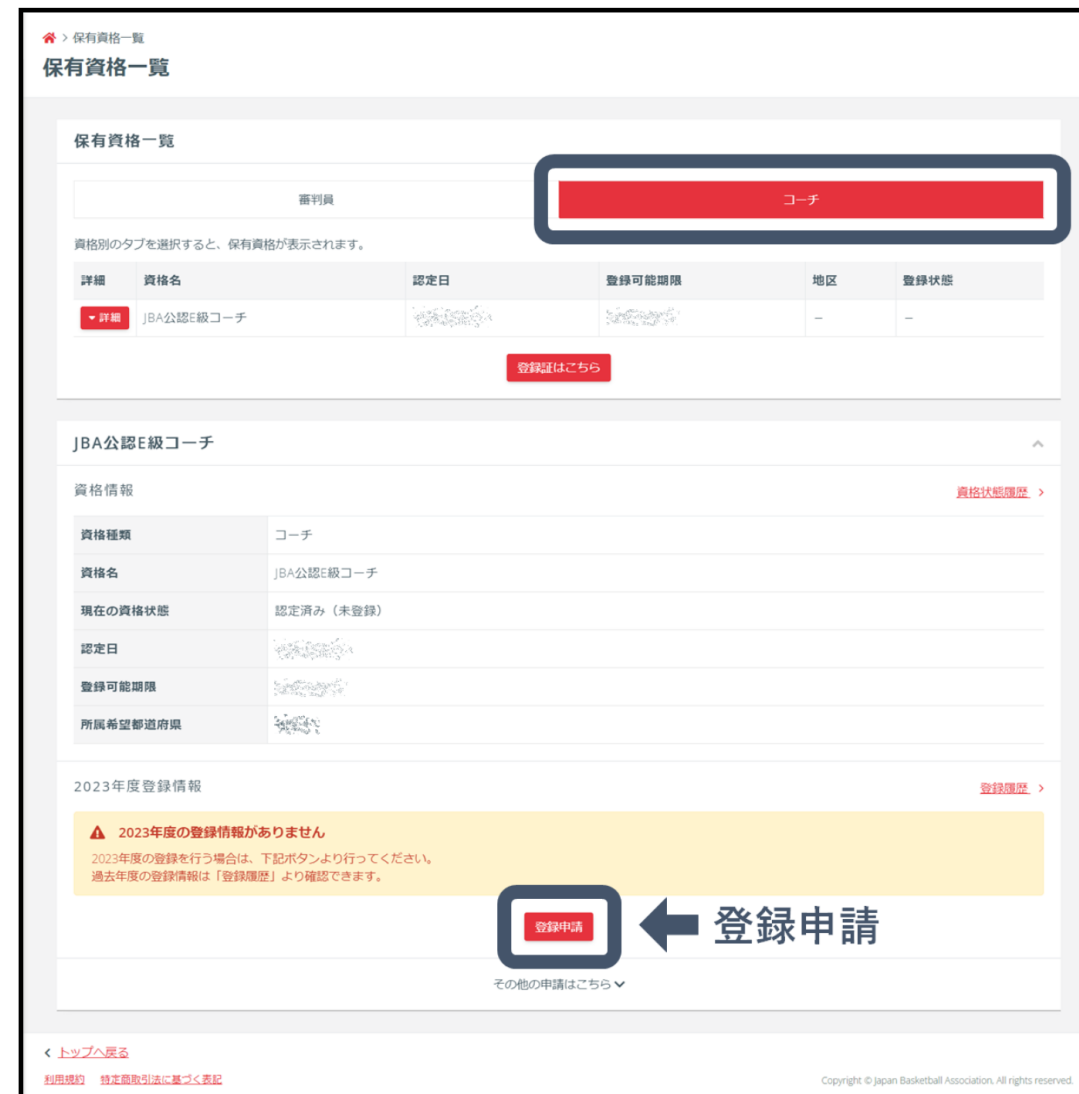 > 保有資格一覧
保有資格一覧
保有資格一覧
審判員 コーチ
資格別のタブを選択すると、保有資格が表示されます。
詳細 資格名 認定日 登録可能期限 地区 登録状態
詳細 JBA公認E級コーチ – –
登録証はこちら
JBA公認E級コーチ
資格情報 資格状態履歴 >
資格種類 コーチ
資格名 JBA公認E級コーチ
現在の資格状態 認定済み（未登録）
認定日
登録可能期限
所属希望都道府県
2023年度登録情報 登録履歴 >
2023年度の登録情報がありません
2023年度の登録を行う場合は、下記ボタンより行ってください。
過去年度の登録情報は「登録履歴」より確認できます。
登録申請 登録申請
その他の申請はこちら
< トップへ戻る
利用規約 特定商取引法に基づく表記 Copyright © Japan Basketball Association. All rights reserved.